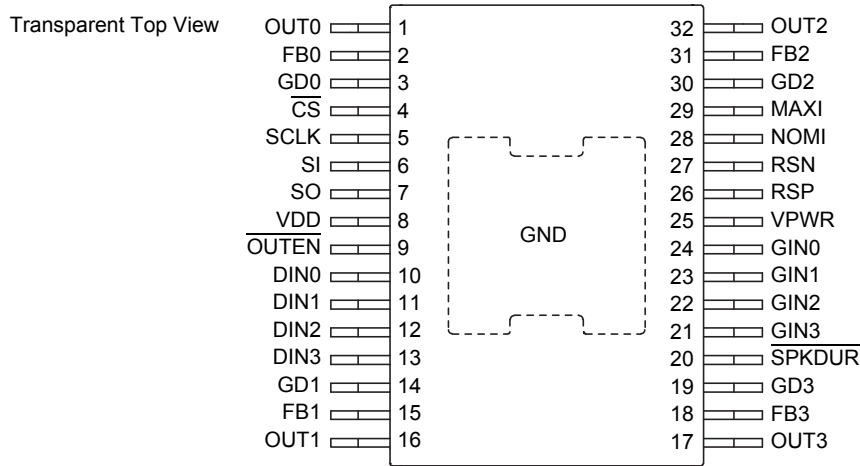 Transparent Top View
OUT0 1 32 OUT2
FB0 2 31 FB2
GD0 3 30 GD2
CS 4 29 MAXI
SCLK 5 28 NOMI
SI 6 27 RSN
SO 7 26 RSP
VDD 8 25 VPWR
OUTEN 9 24 GIN0
DIN0 10 23 GIN1
DIN1 11 22 GIN2
DIN2 12 21 GIN3
DIN3 13 20 SPKDUR
GD1 14 19 GD3
FB1 15 18 FB3
OUT1 16 17 OUT3
GND